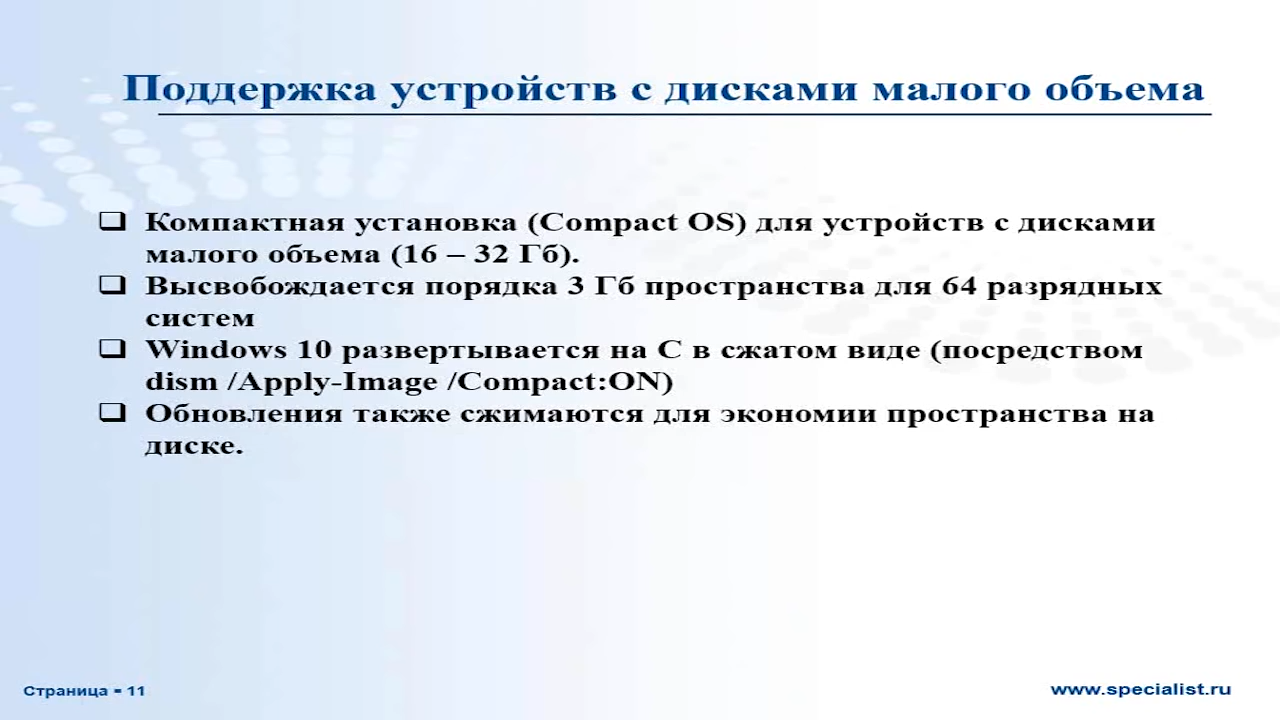 Поддержка устройств с дисками малого объема
Компактная установка (Compact OS) для устройств с дисками
малого объема (16 – 32 Гб).
Высвобождается порядка 3 Гб пространства для 64 разрядных
систем
Windows 10 развертывается на C в сжатом виде (посредством
dism /Apply-Image /Compact:ON)
Обновления также сжимаются для экономии пространства на
диске.
Страница ▪ 11
www.specialist.ru